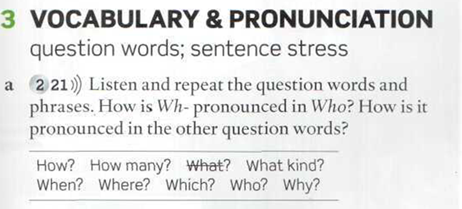 3 VOCABULARY & PRONUNCIATION
question words; sentence stress
a 2 21)) Listen and repeat the question words and
phrases. How is Wh- pronounced in Who? How is it
pronounced in the other question words?
How? How many? What? What kind?
When? Where? Which? Who? Why?